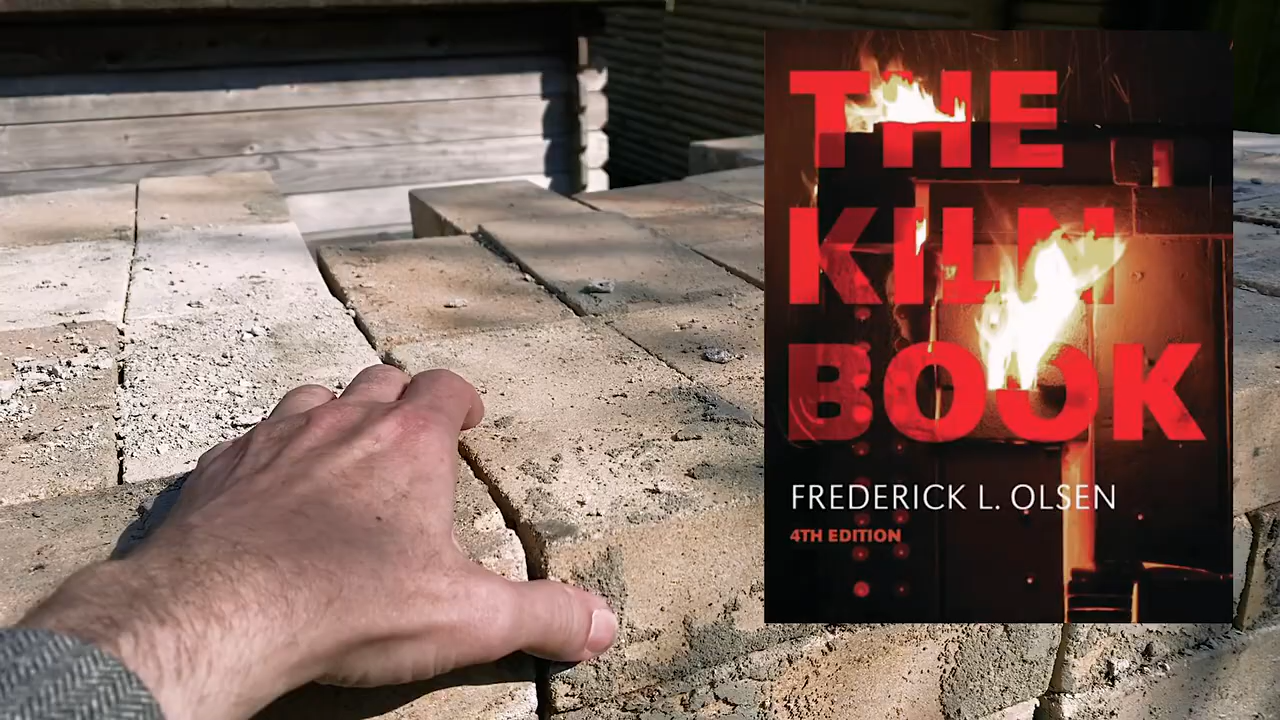 THE
KILN
BOOK
FREDERICK L. OLSEN
4TH EDITION